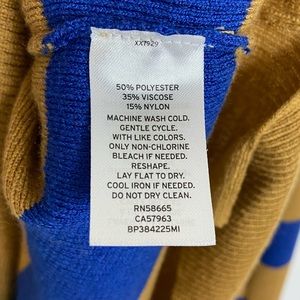 XX7929
50% POLYESTER
35% VISCOSE
15% NYLON
MACHINE WASH COLD.
GENTLE CYCLE.
WITH LIKE COLORS.
ONLY NON-CHLORINE
BLEACH IF NEEDED.
RESHAPE.
LAY FLAT TO DRY.
COOL IRON IF NEEDED.
DO NOT DRY CLEAN.
RN58665
CA57963
BP384225MI